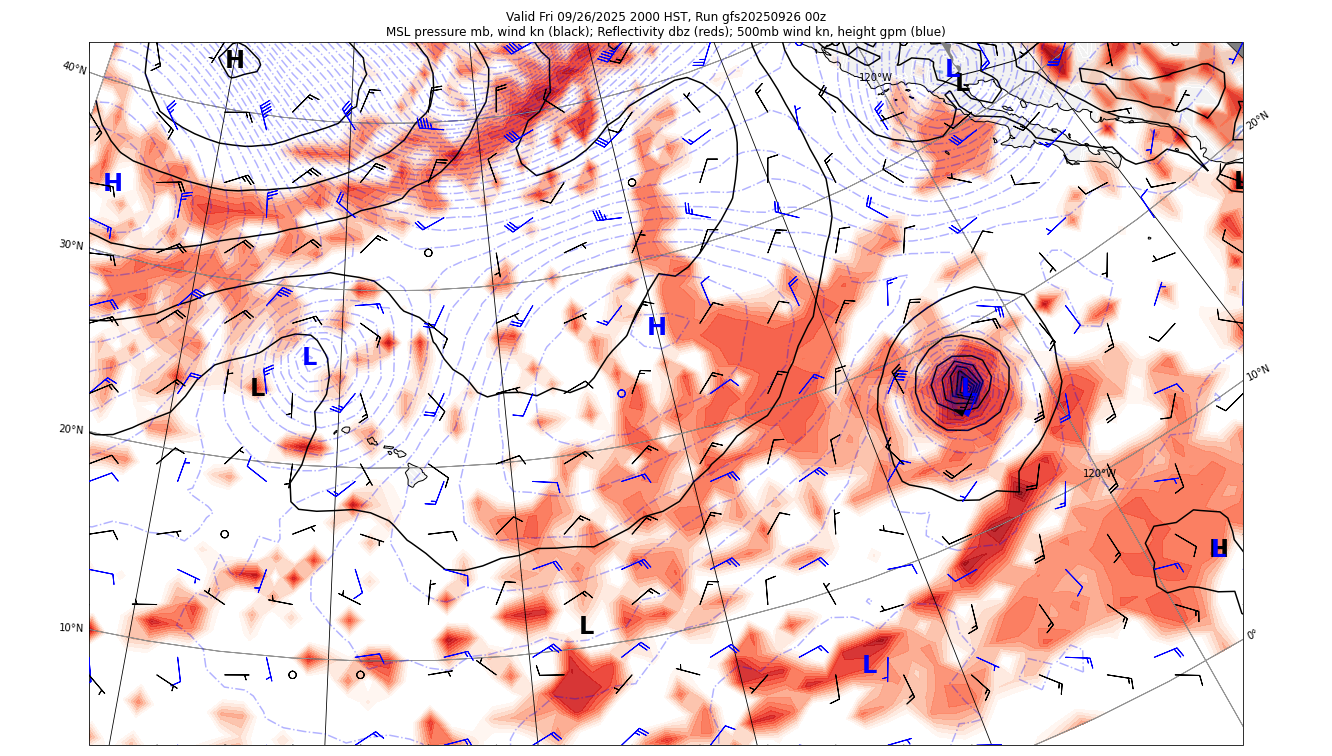 Valid Fri 09/26/2025 2000 HST, Run gfs20250926 00z
MSL pressure mb, wind kn (black); Reflectivity dbz (reds); 500mb wind kn, height gpm (blue)
H
40°N
L
L
120°W
20°N
H
L
30°N
H
L
L
10°N
L
20°N
120°W
H
H
10°N
L
0°
L